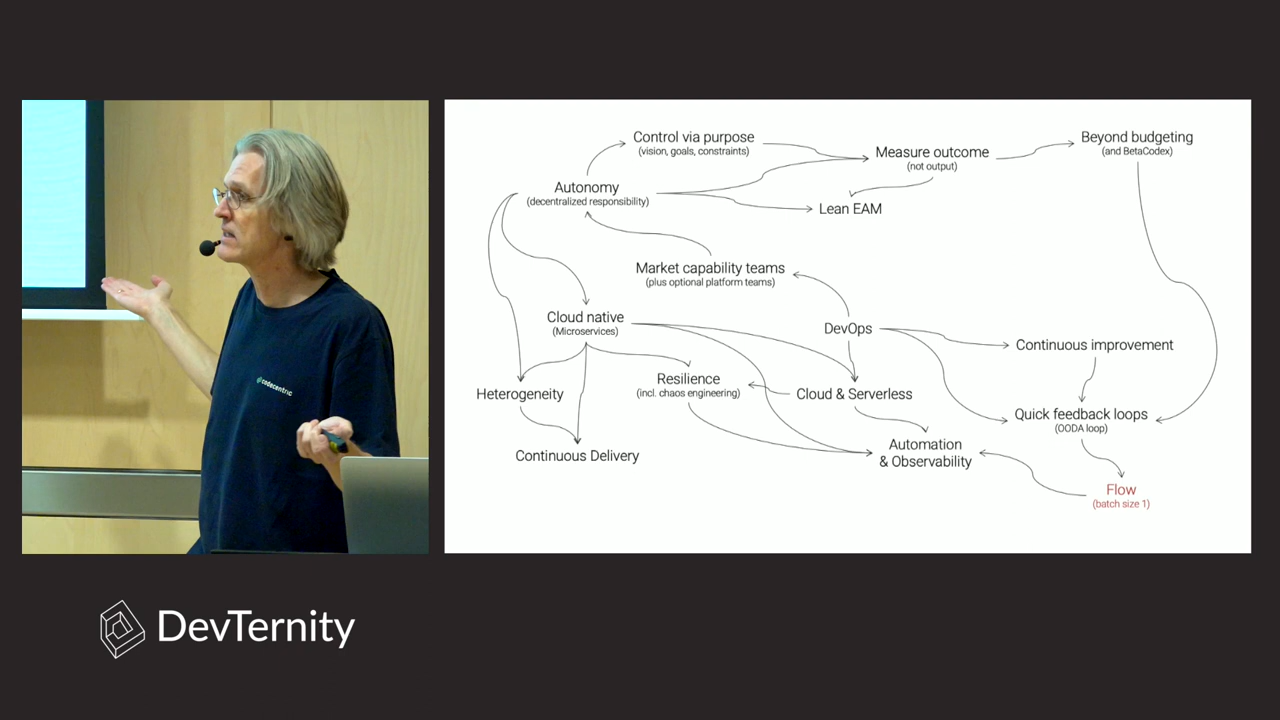 codecentric
Control via purpose
(vision, goals, constraints)
Measure outcome
(not output)
Beyond budgeting
(and BetaCodex)
Autonomy
(decentralized responsibility)
Lean EAM
Market capability teams
(plus optional platform teams)
Cloud native
(Microservices)
DevOps
Continuous improvement
Heterogeneity
Resilience
(incl. chaos engineering)
Cloud & Serverless
Quick feedback loops
(OODA loop)
Continuous Delivery
Automation
& Observability
Flow
(batch size 1)
DevTernity